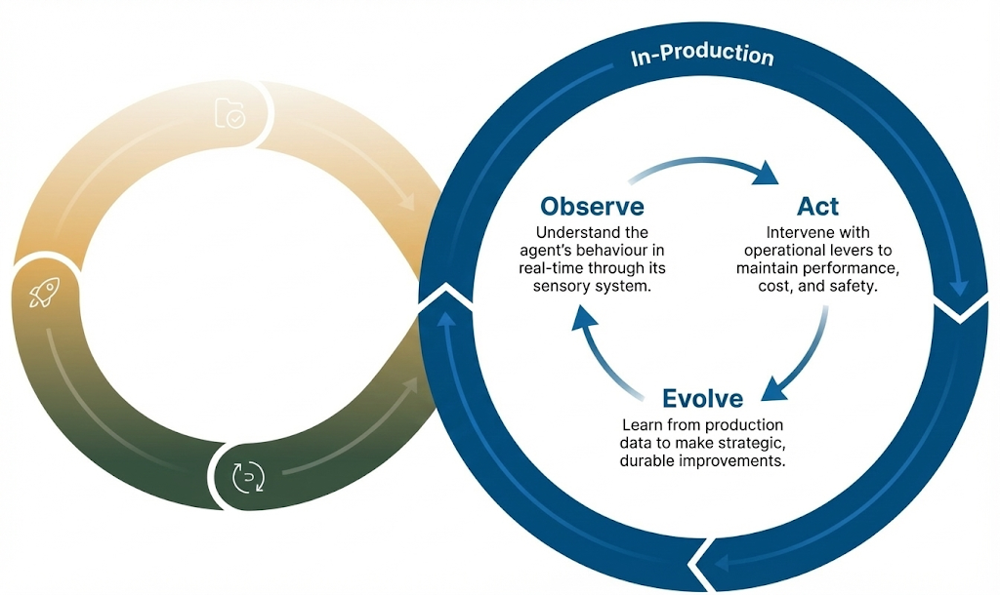 In-Production
Observe
Understand the
agent's behaviour in
real-time through its
sensory system.
Act
Intervene with
operational levers to
maintain performance,
cost, and safety.
Evolve
Learn from production
data to make strategic,
durable improvements.